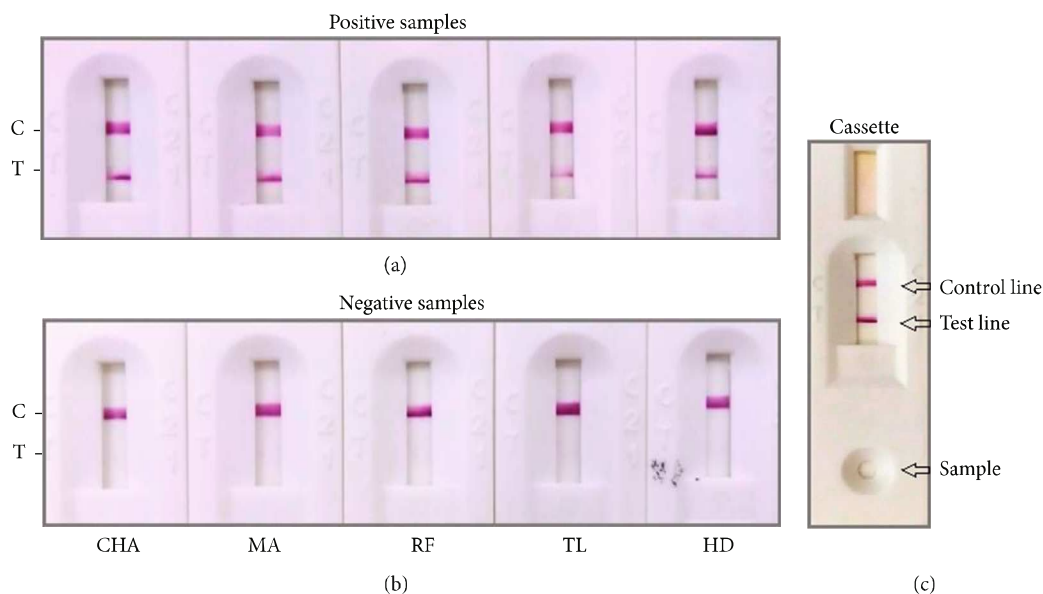 Positive samples
C
T
(a)
Negative samples
C
T
CHA MA RF TL HD
(b)
Cassette
Control line
Test line
Sample
(c)